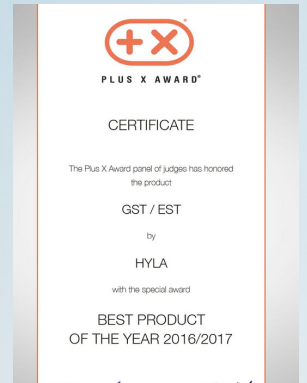 +X
PLUS X AWARD®
CERTIFICATE
The Plus X Award panel of judges has honored
the product
GST / EST
by
HYLA
with the special award
BEST PRODUCT
OF THE YEAR 2016/2017